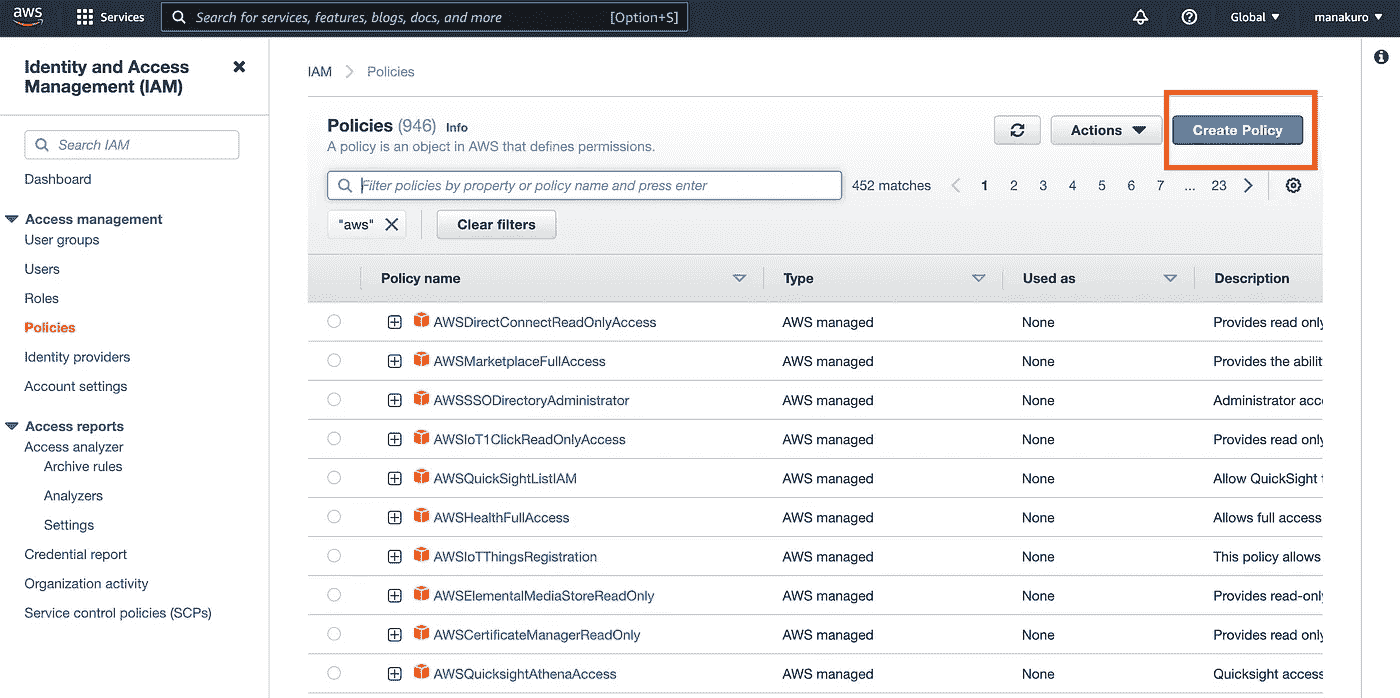 aws
Services
Search for services, features, blogs, docs, and more [Option+S]
Global
manakuro
Identity and Access
Management (IAM)
Search IAM
Dashboard
Access management
User groups
Users
Roles
Policies
Identity providers
Account settings
Access reports
Access analyzer
Archive rules
Analyzers
Settings
Credential report
Organization activity
Service control policies (SCPs)
IAM > Policies
Policies (946) Info
A policy is an object in AWS that defines permissions.
Actions
Create Policy
Filter policies by property or policy name and press enter
452 matches
1 2 3 4 5 6 7 ... 23
"aws"
Clear filters
Policy name Type Used as Description
AWSDirectConnectReadOnlyAccess AWS managed None Provides read only
AWSMarketplaceFullAccess AWS managed None Provides the abilit
AWSSSODirectoryAdministrator AWS managed None Administrator acc
AWSIoT1ClickReadOnlyAccess AWS managed None Provides read only
AWSQuickSightListIAM AWS managed None Allow QuickSight t
AWSHealthFullAccess AWS managed None Allows full access
AWSIoTThingsRegistration AWS managed None This policy allows
AWSElementalMediaStoreReadOnly AWS managed None Provides read-only
AWSCertificateManagerReadOnly AWS managed None Provides read only
AWSQuicksightAthenaAccess AWS managed None Quicksight access